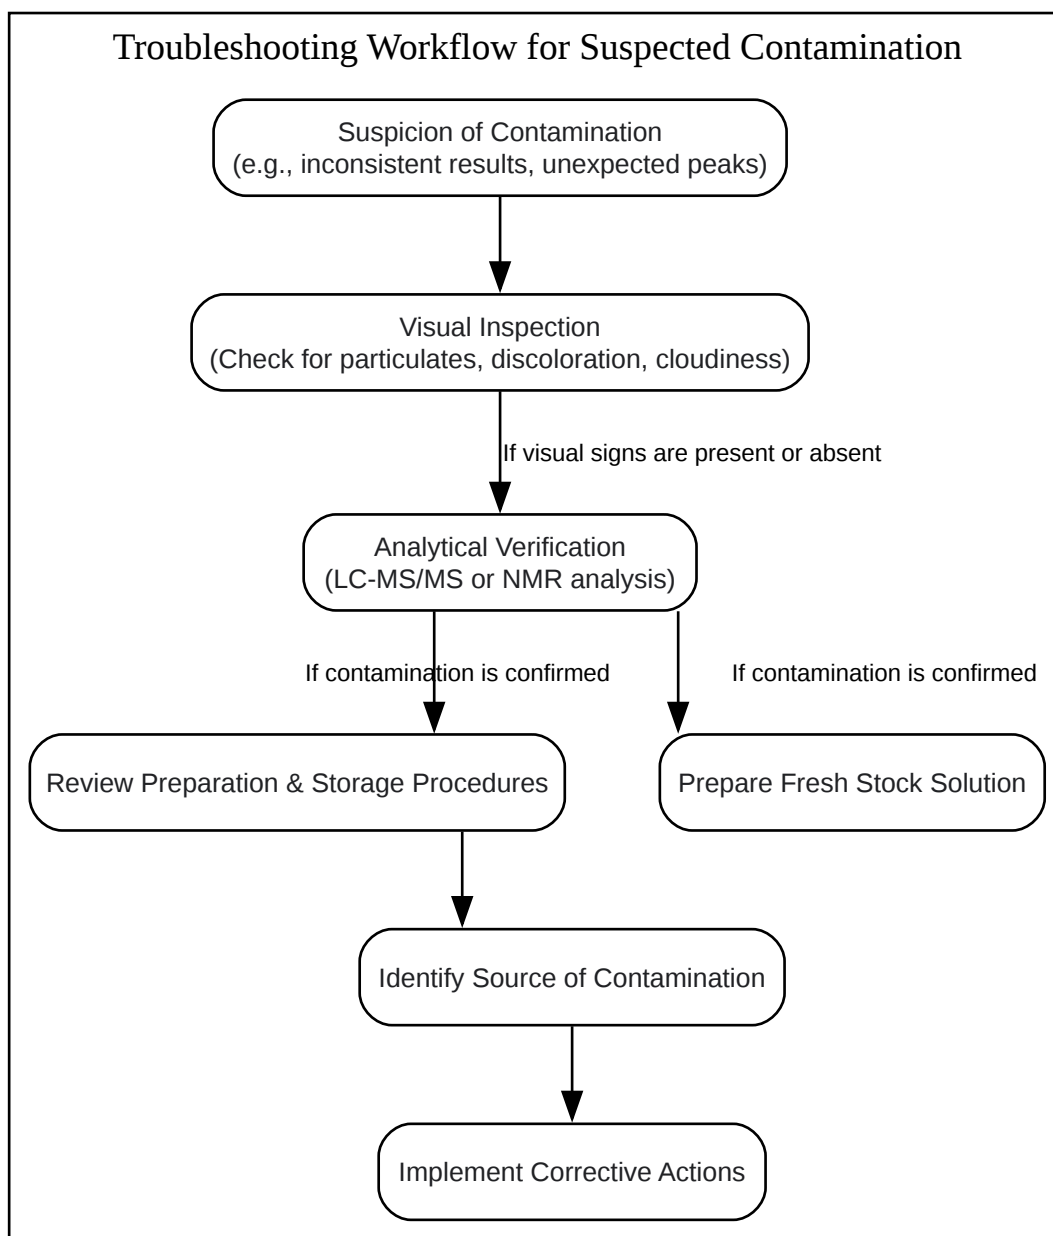 Troubleshooting Workflow for Suspected Contamination
Suspicion of Contamination
(e.g., inconsistent results, unexpected peaks)
Visual Inspection
(Check for particulates, discoloration, cloudiness)
If visual signs are present or absent
Analytical Verification
(LC-MS/MS or NMR analysis)
If contamination is confirmed
If contamination is confirmed
Review Preparation & Storage Procedures
Prepare Fresh Stock Solution
Identify Source of Contamination
Implement Corrective Actions